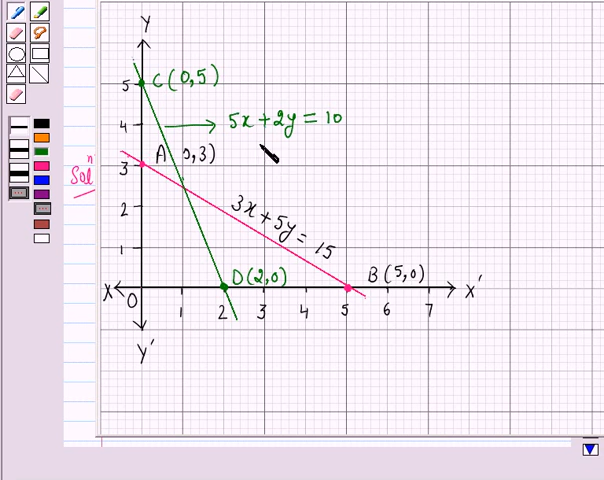 Y
5 C(0,5)
4 → 5x+2y=10
3 A 0,3)
Solⁿ
2 3x+5y=15
1
D(2,0) B(5,0)
X 0 1 2 3 4 5 6 7 X'
Y'